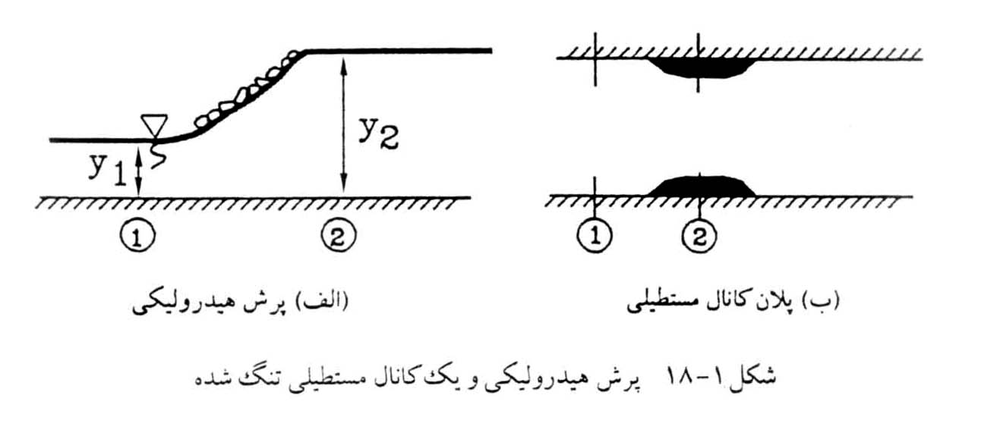 y1
y2
1
2
1
2
(الف) پرش هیدرولیکی
(ب) پلان کانال مستطیلی
شکل ۱-۱۸ پرش هیدرولیکی و یک کانال مستطیلی تنگ شده